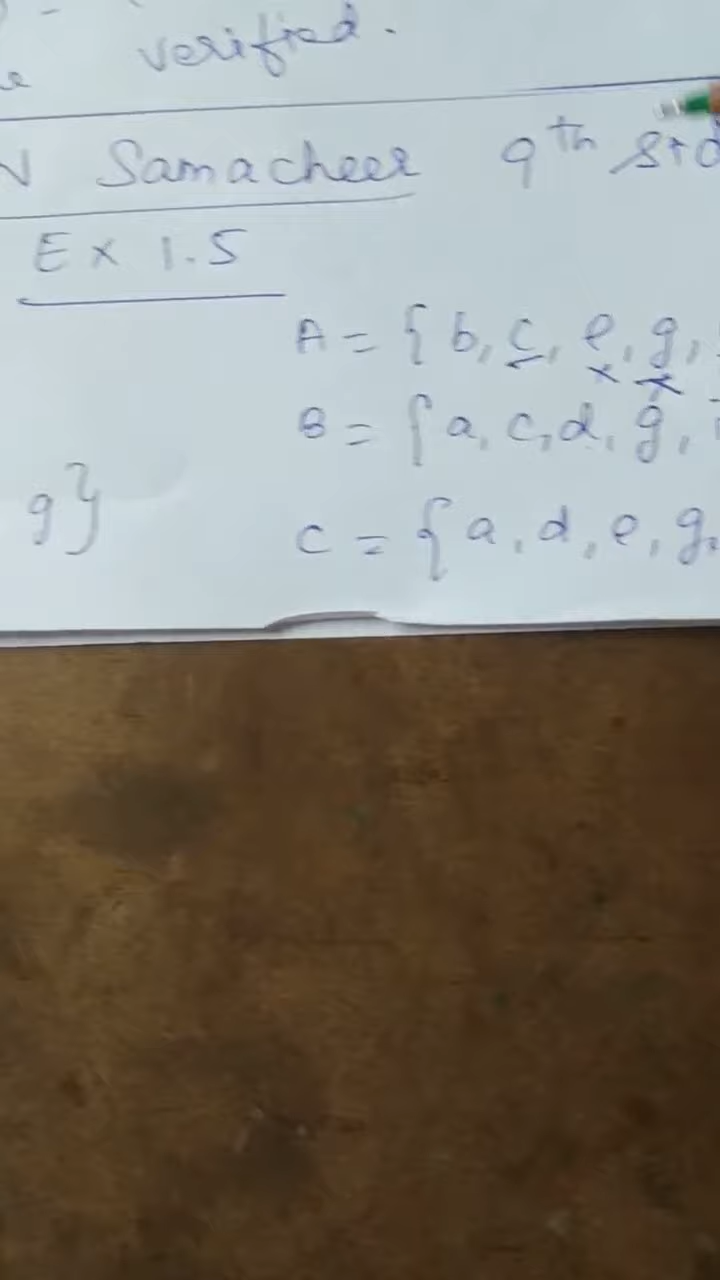 verified.
Samacheer 9th Std
Ex 1.5
A = { b, c, e, g,
B = { a, c, d, g,
g}
C = { a, d, e, g,